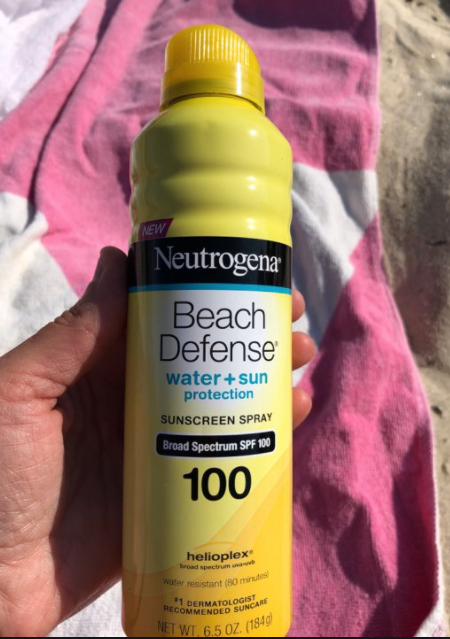 NEW
Neutrogena®
Beach
Defense®
water+sun
protection
SUNSCREEN SPRAY
Broad Spectrum SPF 100
100
helioplex®
broad spectrum uva•uvb
water resistant (80 minutes)
#1 DERMATOLOGIST
RECOMMENDED SUNCARE
NET WT. 6.5 OZ. (184g)